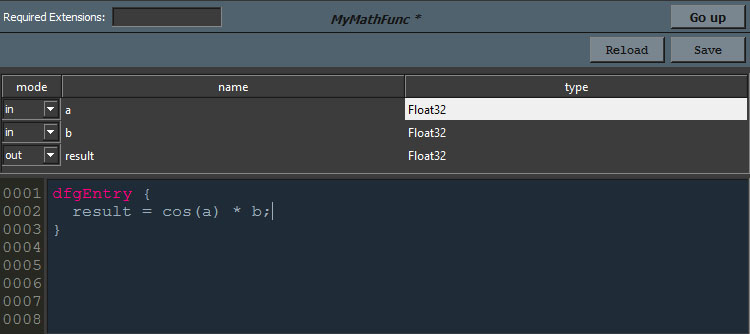 Required Extensions: MyMathFunc * Go up
Reload Save
mode name type
in a Float32
in b Float32
out result Float32
0001 dfgEntry {
0002 result = cos(a) * b;
0003 }
0004
0005
0006
0007
0008